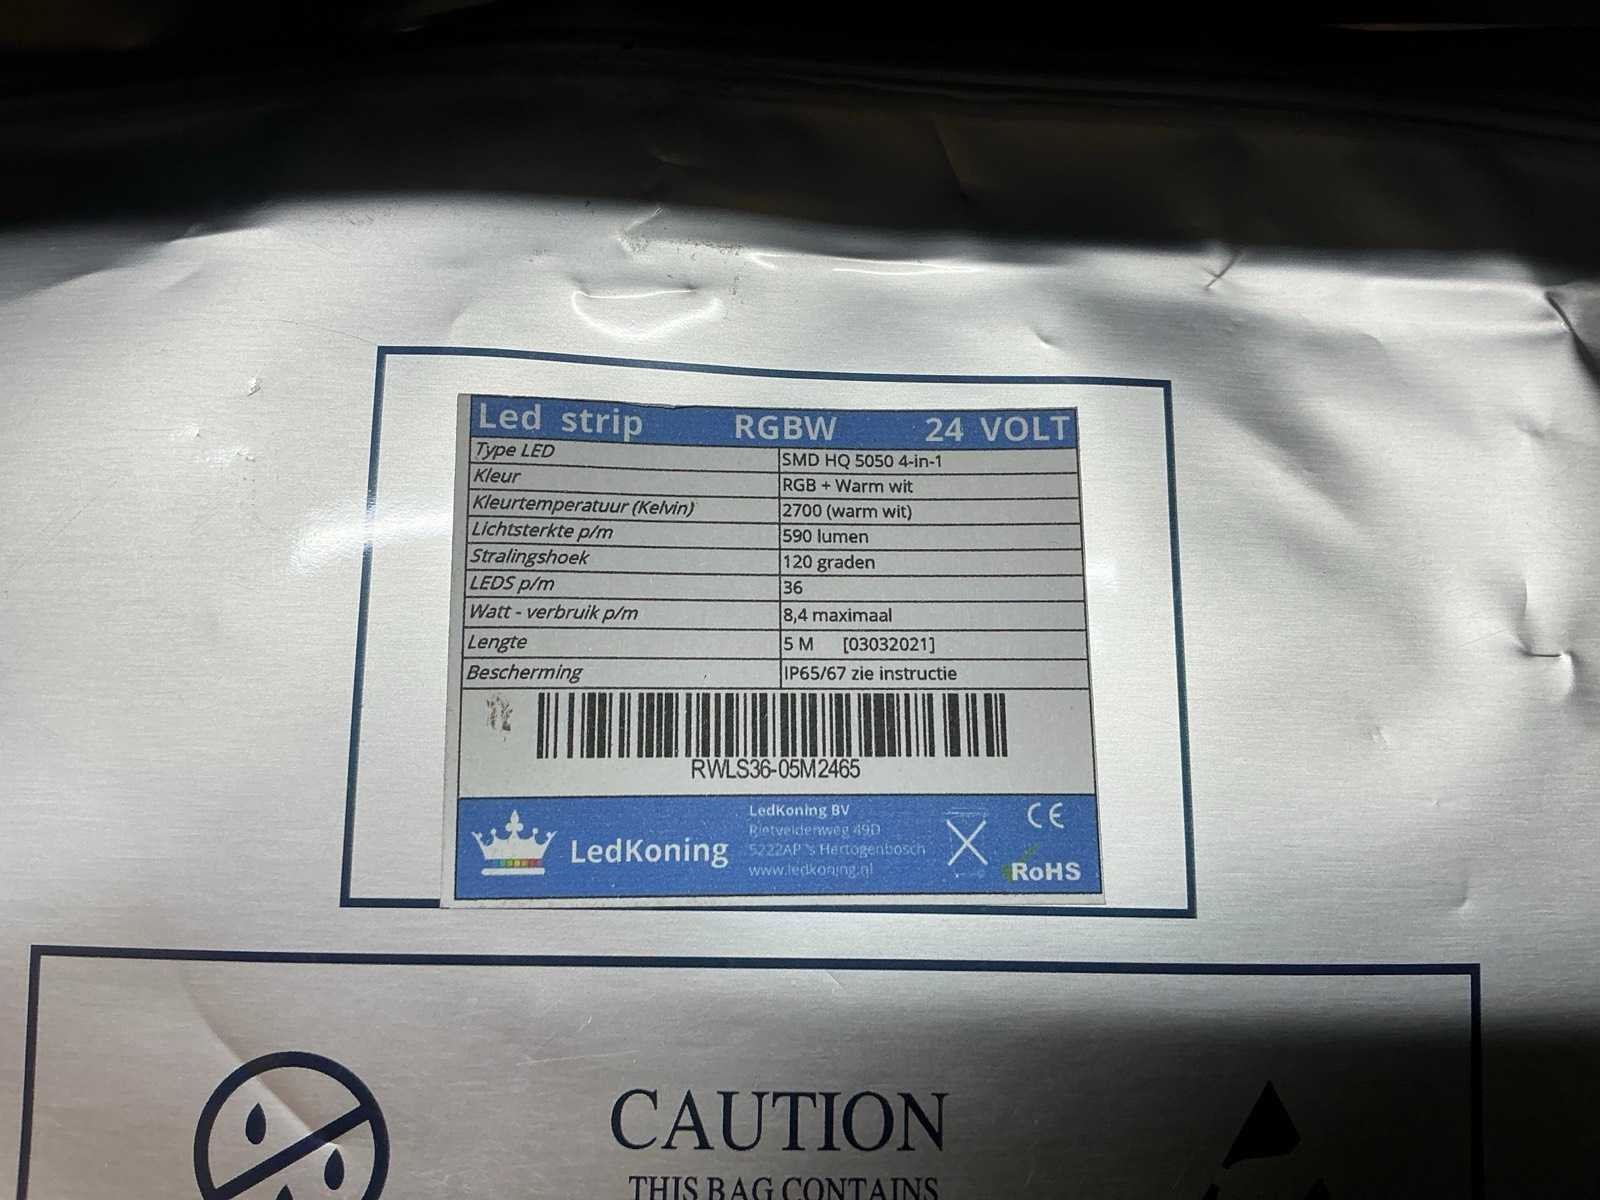 Led strip RGBW 24 VOLT
Type LED SMD HQ 5050 4-in-1
Kleur RGB + Warm wit
Kleurtemperatuur (Kelvin) 2700 (warm wit)
Lichtsterkte p/m 590 lumen
Stralingshoek 120 graden
LEDS p/m 36
Watt - verbruik p/m 8,4 maximaal
Lengte 5 M [03032021]
Bescherming IP65/67 zie instructie
RWLS36-05M2465
LedKoning
LedKoning BV
Rietveldenweg 49D
5222AP 's Hertogenbosch
www.ledkoning.nl
CE
RoHS
CAUTION
THIS BAG CONTAINS